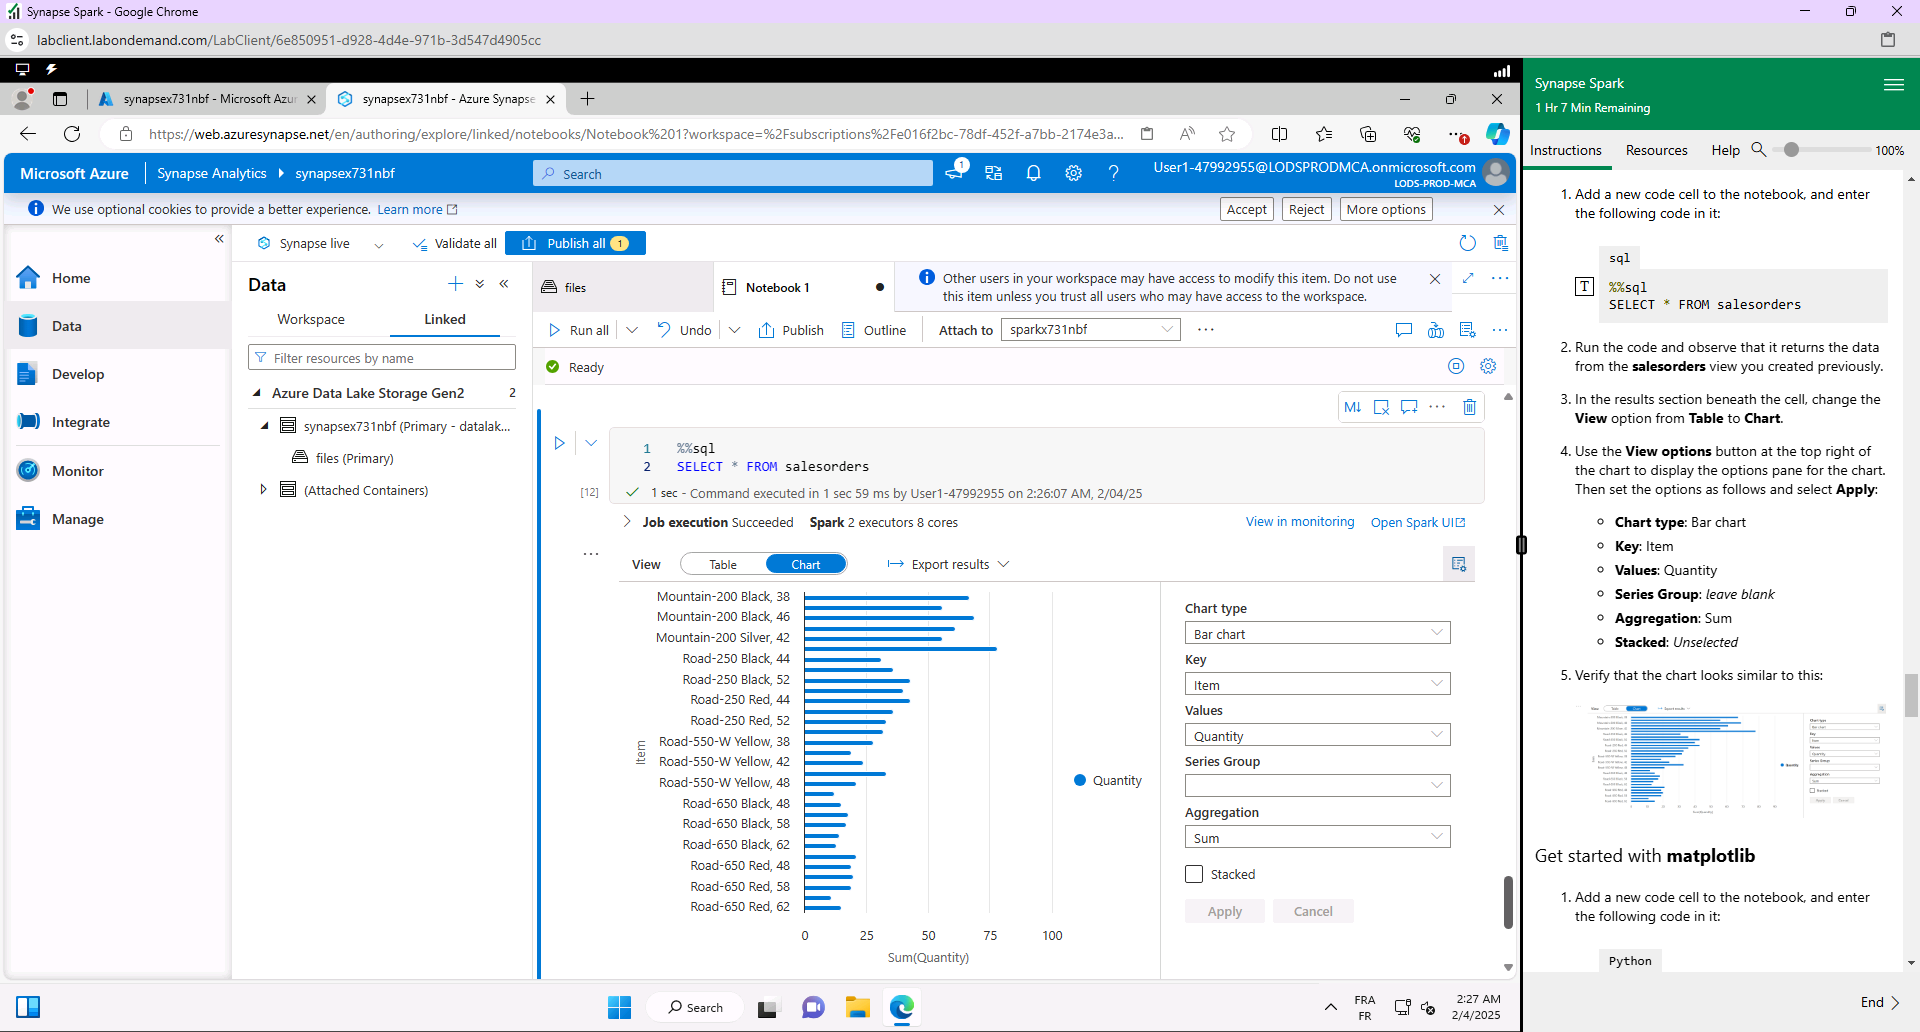 Synapse Spark - Google Chrome
labclient.labondemand.com/LabClient/6e850951-d928-4d4e-971b-3d547d4905cc
synapsex731nbf - Microsoft Azur
synapsex731nbf - Azure Synapse
https://web.azuresynapse.net/en/authoring/explore/linked/notebooks/Notebook%201?workspace=%2Fsubscriptions%2Fe016f2bc-78df-452f-a7bb-2174e3a...
Microsoft Azure
Synapse Analytics
synapsex731nbf
Search
1
User1-47992955@LODSPRODMCA.onmicrosoft.com
LODS-PROD-MCA
We use optional cookies to provide a better experience. Learn more
Accept
Reject
More options
Home
Data
Develop
Integrate
Monitor
Manage
Synapse live
Validate all
Publish all 1
Data
Workspace
Linked
Filter resources by name
Azure Data Lake Storage Gen2 2
synapsex731nbf (Primary - datalak...
files (Primary)
(Attached Containers)
files
Notebook 1
Other users in your workspace may have access to modify this item. Do not use
this item unless you trust all users who may have access to the workspace.
Run all
Undo
Publish
Outline
Attach to
sparkx731nbf
Ready
M↓
1 %%sql
2 SELECT * FROM salesorders
[12]
1 sec - Command executed in 1 sec 59 ms by User1-47992955 on 2:26:07 AM, 2/04/25
Job execution Succeeded Spark 2 executors 8 cores
View in monitoring
Open Spark UI
View
Table
Chart
Export results
Mountain-200 Black, 38
Mountain-200 Black, 46
Mountain-200 Silver, 42
Road-250 Black, 44
Road-250 Black, 52
Road-250 Red, 44
Road-250 Red, 52
Road-550-W Yellow, 38
Road-550-W Yellow, 42
Road-550-W Yellow, 48
Road-650 Black, 48
Road-650 Black, 58
Road-650 Black, 62
Road-650 Red, 48
Road-650 Red, 58
Road-650 Red, 62
Item
0 25 50 75 100
Sum(Quantity)
Quantity
Chart type
Bar chart
Key
Item
Values
Quantity
Series Group
Aggregation
Sum
Stacked
Apply
Cancel
Synapse Spark
1 Hr 7 Min Remaining
Instructions
Resources
Help
100%
1. Add a new code cell to the notebook, and enter
the following code in it:
sql
T
%%sql
SELECT * FROM salesorders
2. Run the code and observe that it returns the data
from the salesorders view you created previously.
3. In the results section beneath the cell, change the
View option from Table to Chart.
4. Use the View options button at the top right of
the chart to display the options pane for the chart.
Then set the options as follows and select Apply:
Chart type: Bar chart
Key: Item
Values: Quantity
Series Group: leave blank
Aggregation: Sum
Stacked: Unselected
5. Verify that the chart looks similar to this:
Get started with matplotlib
1. Add a new code cell to the notebook, and enter
the following code in it:
Python
End
Search
FRA
FR
2:27 AM
2/4/2025